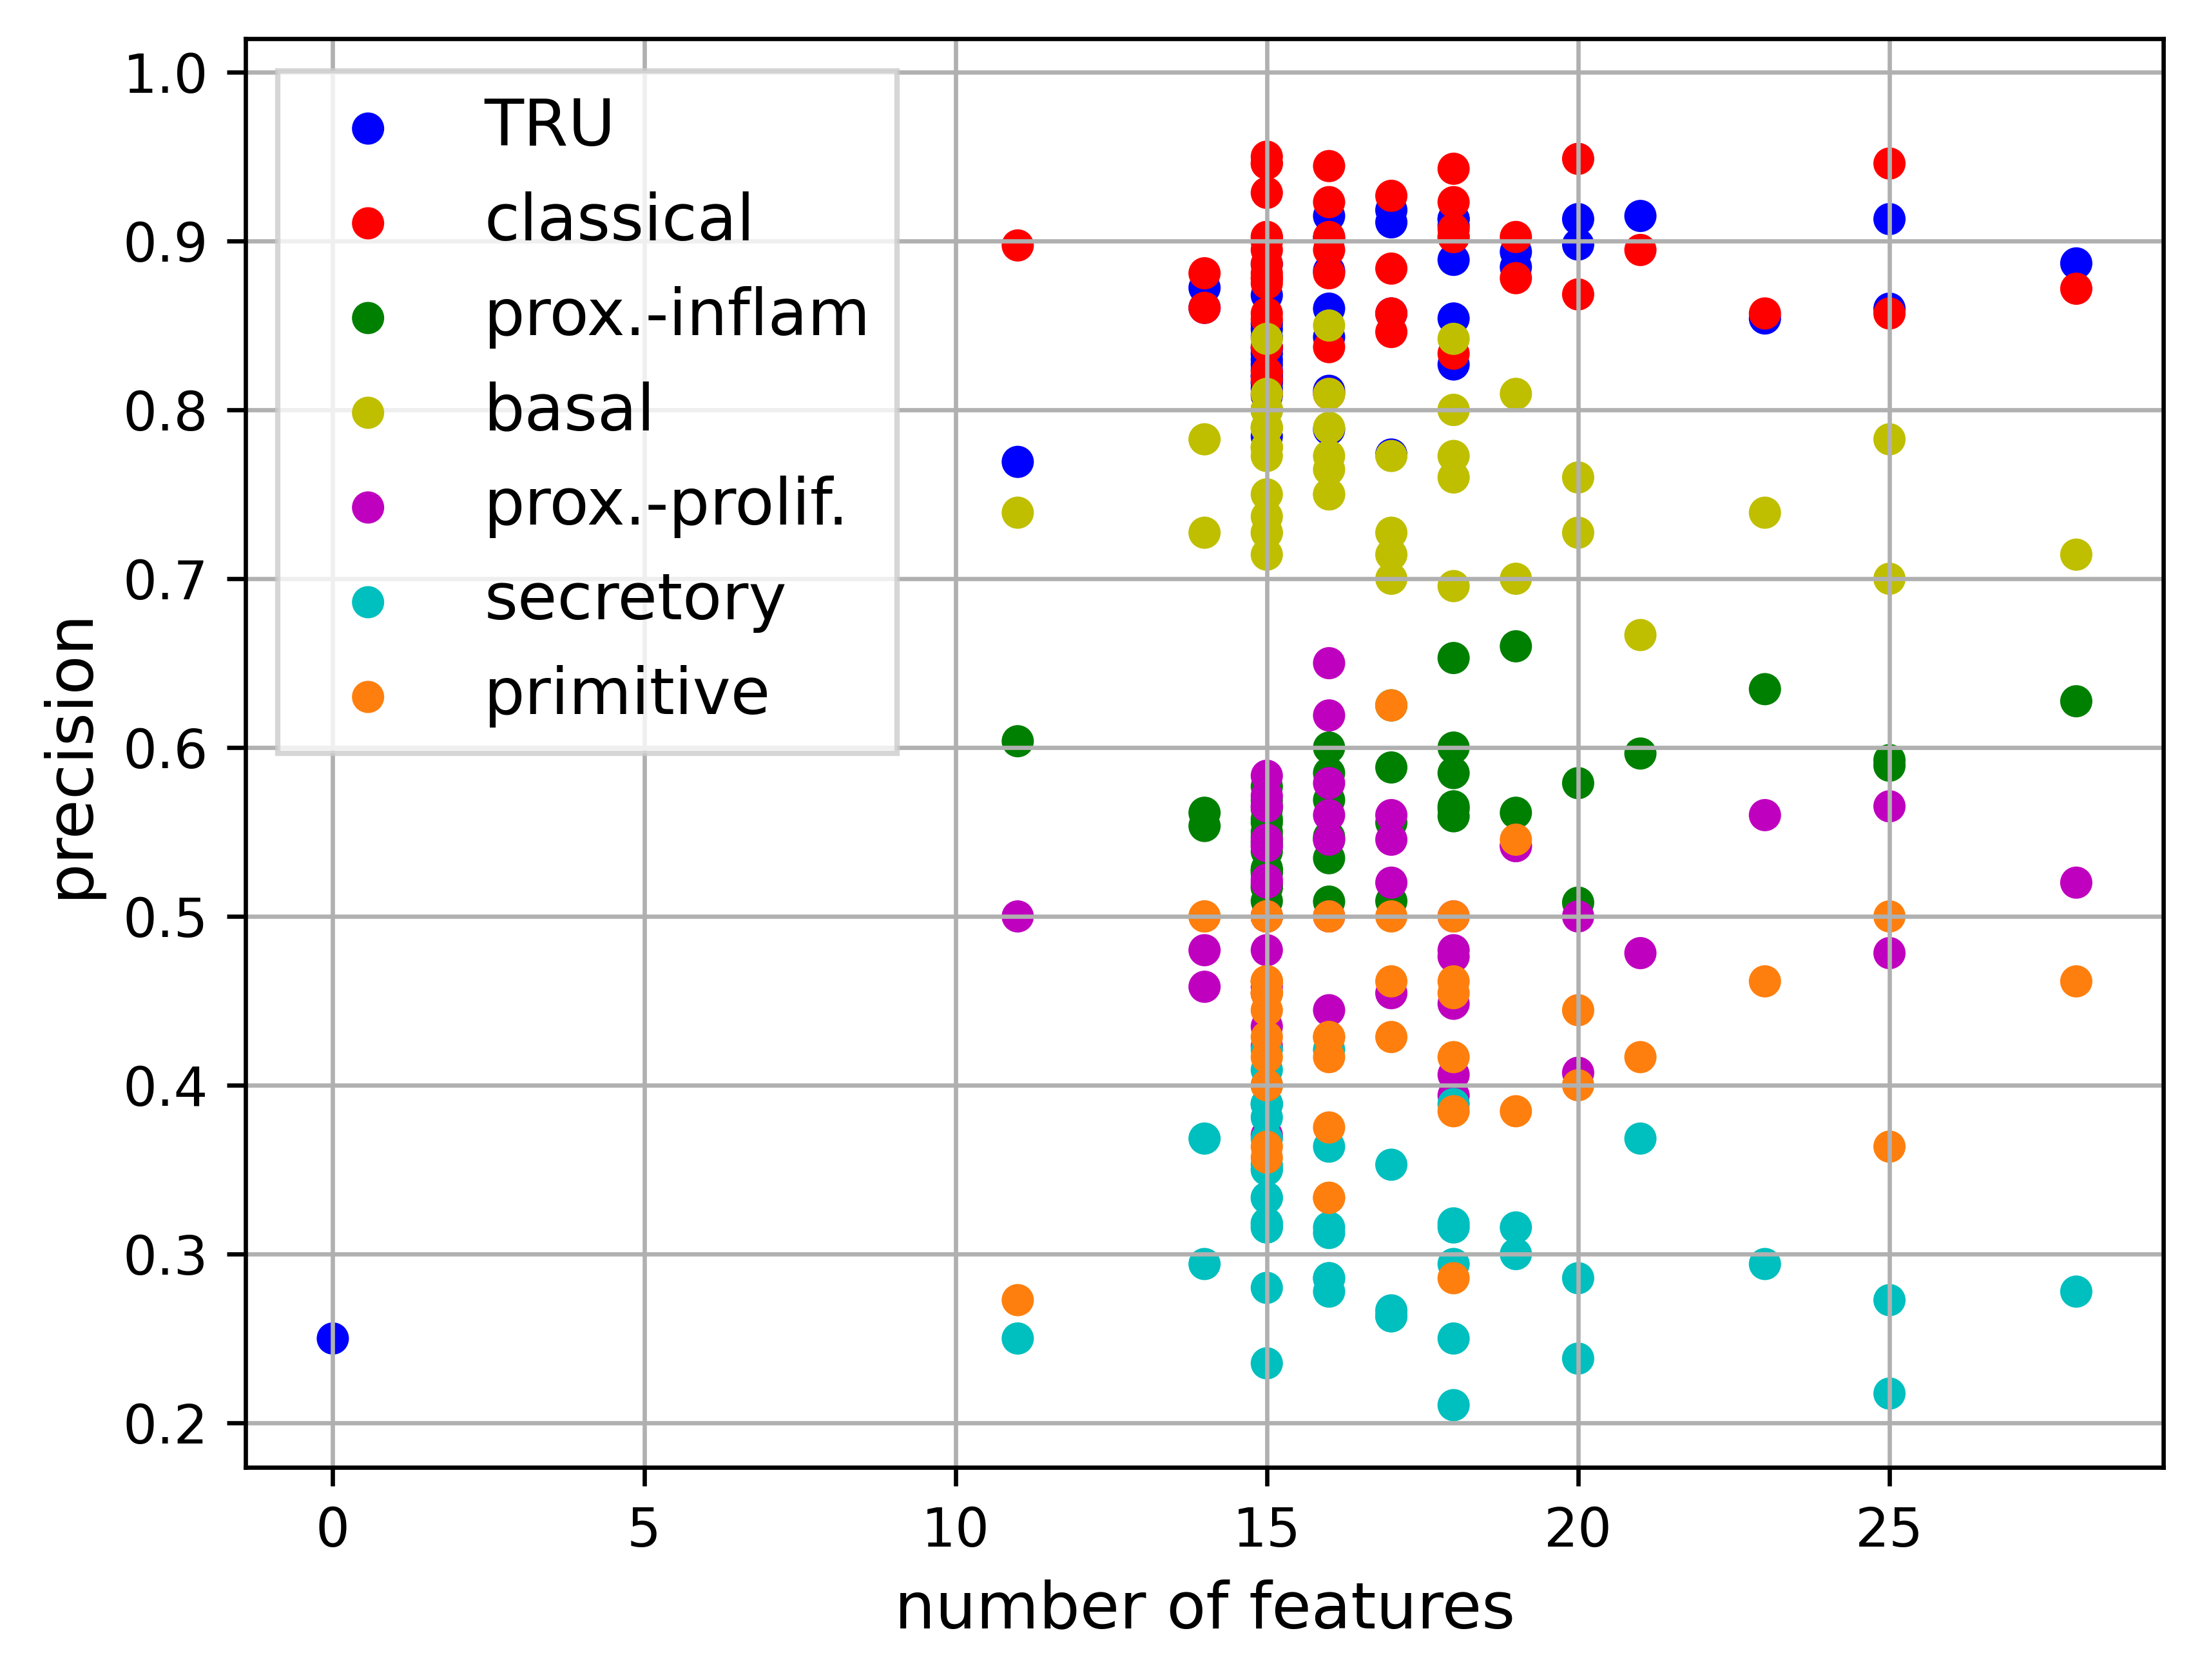 1.0
0.9
0.8
0.7
0.6
0.5
0.4
0.3
0.2
precision
TRU
classical
prox.-inflam
basal
prox.-prolif.
secretory
primitive
0 5 10 15 20 25
number of features